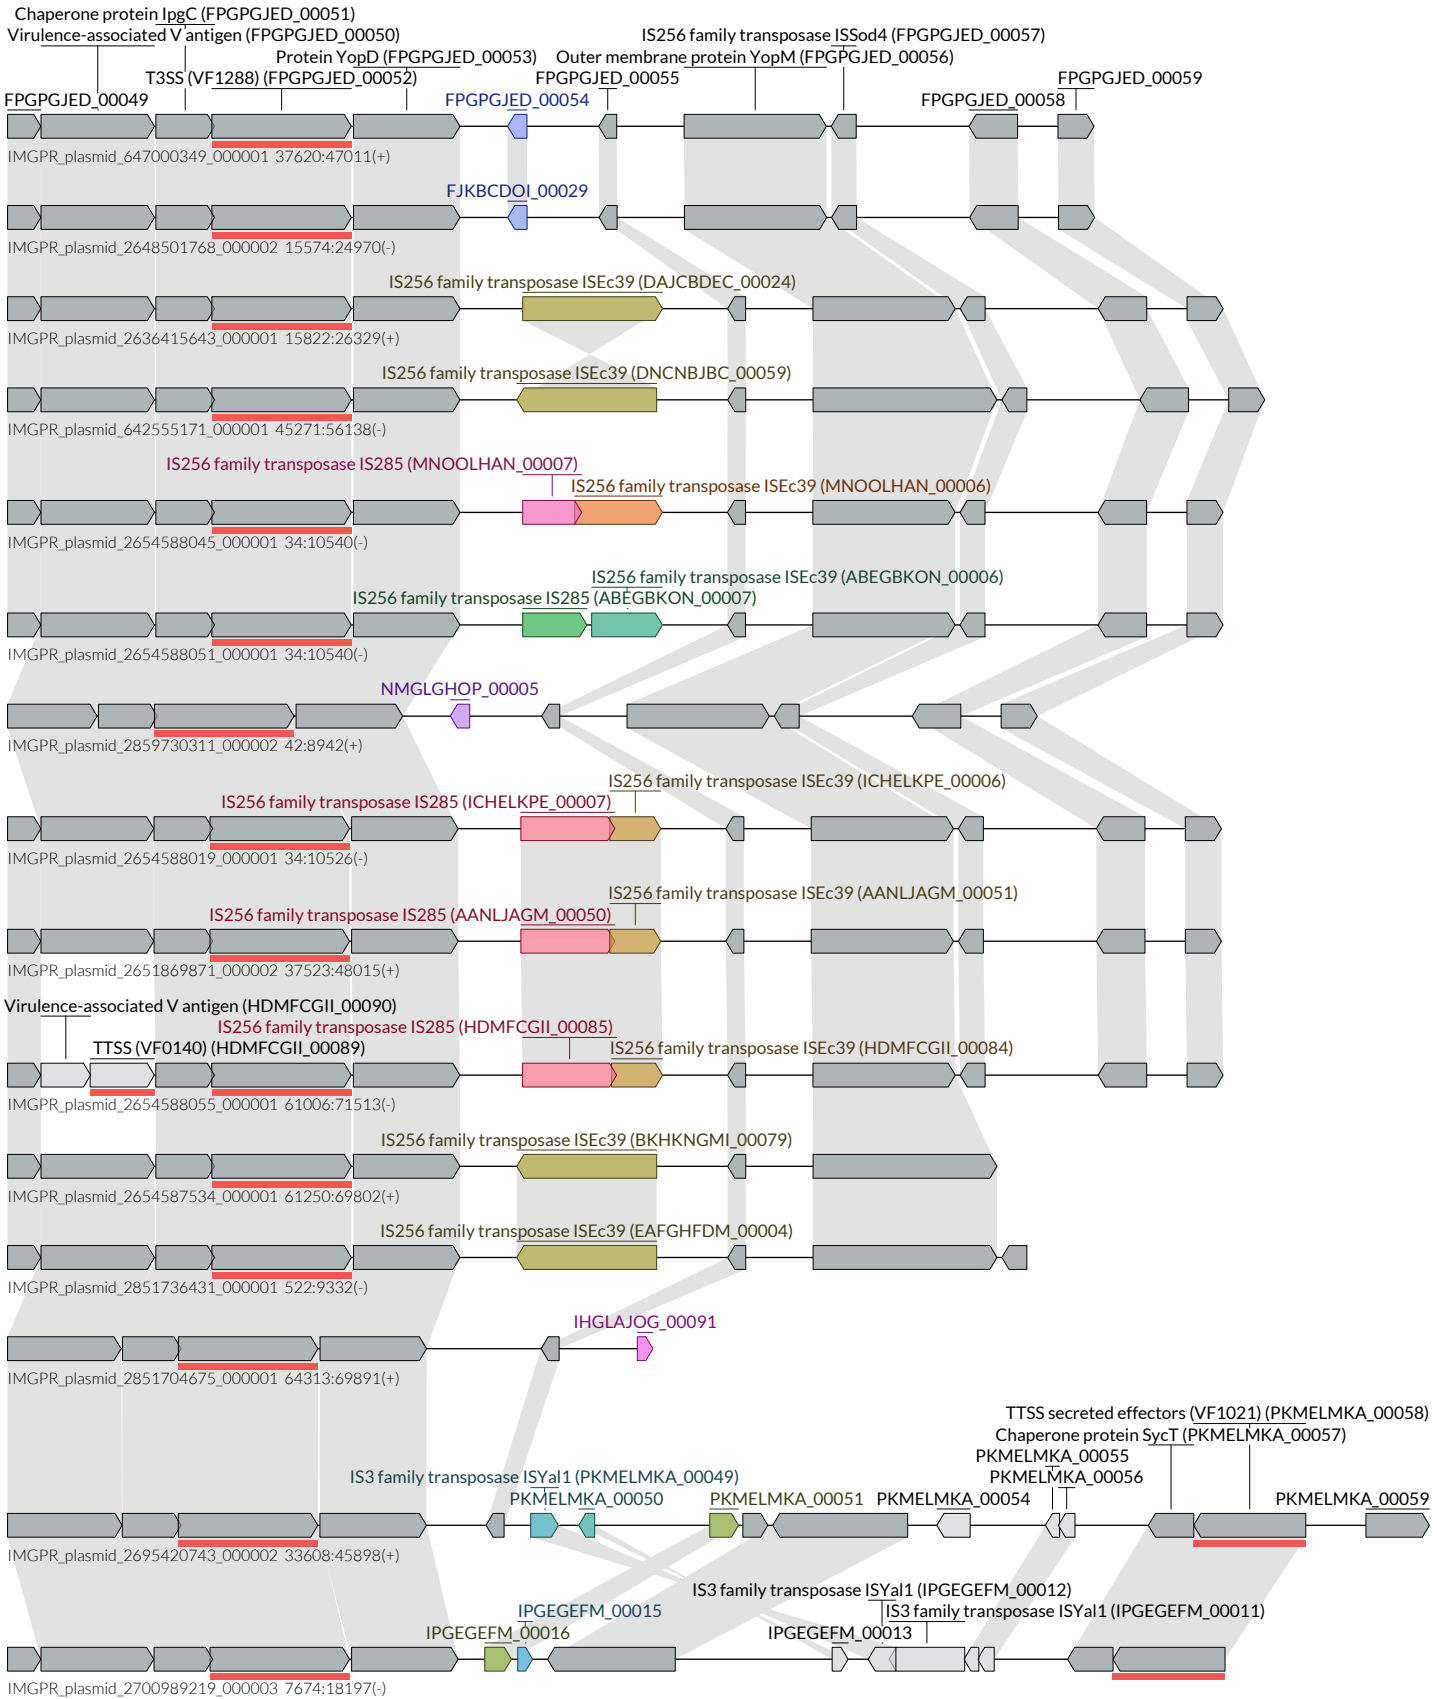 Chaperone protein IpgC (FPGPGJED_00051)
Virulence-associated V antigen (FPGPGJED_00050)
IS256 family transposase ISSod4 (FPGPGJED_00057)
Protein YopD (FPGPGJED_00053)
Outer membrane protein YopM (FPGPGJED_00056)
T3SS (VF1288) (FPGPGJED_00052)
FPGPGJED_00055
FPGPGJED_00059
FPGPGJED_00049
FPGPGJED_00054
FPGPGJED_00058
IMGPR_plasmid_647000349_000001 37620:47011(+)
FJKBCDOI_00029
IMGPR_plasmid_2648501768_000002 15574:24970(-)
IS256 family transposase ISEc39 (DAJCBDEC_00024)
IMGPR_plasmid_2636415643_000001 15822:26329(+)
IS256 family transposase ISEc39 (DNCNBJBC_00059)
IMGPR_plasmid_642555171_000001 45271:56138(-)
IS256 family transposase IS285 (MNOOLHAN_00007)
IS256 family transposase ISEc39 (MNOOLHAN_00006)
IMGPR_plasmid_2654588045_000001 34:10540(-)
IS256 family transposase ISEc39 (ABEGBKON_00006)
IS256 family transposase IS285 (ABEGBKON_00007)
IMGPR_plasmid_2654588051_000001 34:10540(-)
NMGLGHOP_00005
IMGPR_plasmid_2859730311_000002 42:8942(+)
IS256 family transposase ISEc39 (ICHELKPE_00006)
IS256 family transposase IS285 (ICHELKPE_00007)
IMGPR_plasmid_2654588019_000001 34:10526(-)
IS256 family transposase ISEc39 (AANLJAGM_00051)
IS256 family transposase IS285 (AANLJAGM_00050)
IMGPR_plasmid_2651869871_000002 37523:48015(+)
Virulence-associated V antigen (HDMFCGII_00090)
IS256 family transposase IS285 (HDMFCGII_00085)
TTSS (VF0140) (HDMFCGII_00089)
IS256 family transposase ISEc39 (HDMFCGII_00084)
IMGPR_plasmid_2654588055_000001 61006:71513(-)
IS256 family transposase ISEc39 (BKHKNGMI_00079)
IMGPR_plasmid_2654587534_000001 61250:69802(+)
IS256 family transposase ISEc39 (EAFGHFDM_00004)
IMGPR_plasmid_2851736431_000001 522:9332(-)
IHGLAJOG_00091
IMGPR_plasmid_2851704675_000001 64313:69891(+)
TTSS secreted effectors (VF1021) (PKMELMKA_00058)
Chaperone protein SycT (PKMELMKA_00057)
PKMELMKA_00055
IS3 family transposase ISYal1 (PKMELMKA_00049)
PKMELMKA_00056
PKMELMKA_00050
PKMELMKA_00051
PKMELMKA_00054
PKMELMKA_00059
IMGPR_plasmid_2695420743_000002 33608:45898(+)
IS3 family transposase ISYal1 (IPGEGEFM_00012)
IPGEGEFM_00015
IS3 family transposase ISYal1 (IPGEGEFM_00011)
IPGEGEFM_00016
IPGEGEFM_00013
IMGPR_plasmid_2700989219_000003 7674:18197(-)